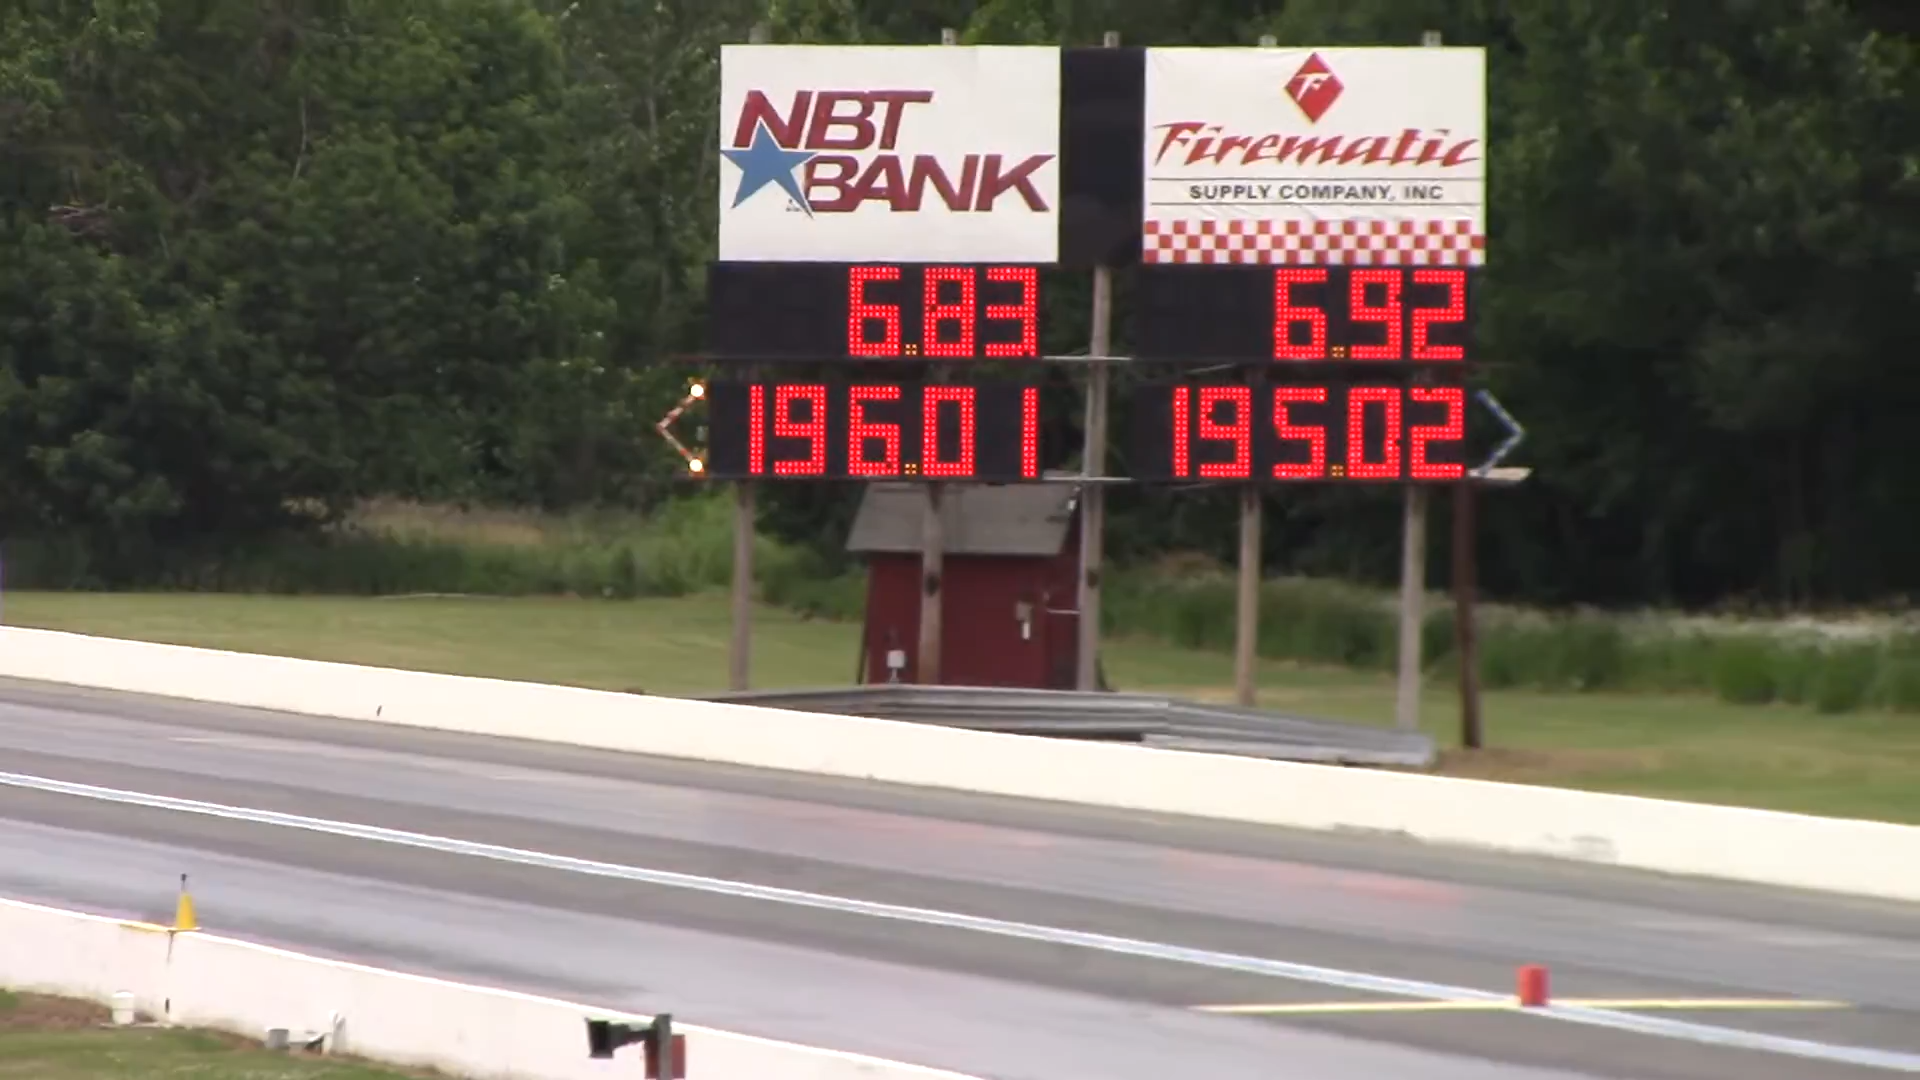 NBT
BANK
F
Firematic
SUPPLY COMPANY, INC
6.83
6.92
196.01
195.02